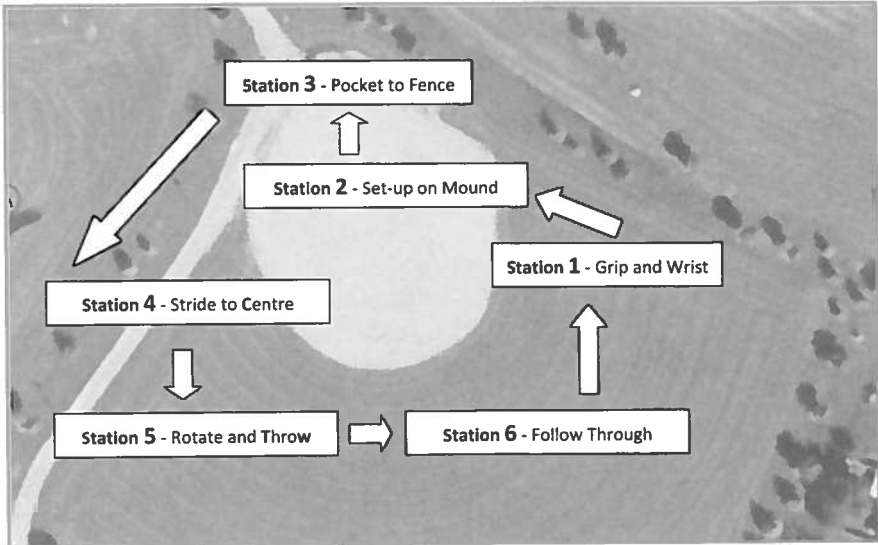 Station 3 - Pocket to Fence
Station 2 - Set-up on Mound
Station 1 - Grip and Wrist
Station 4 - Stride to Centre
Station 5 - Rotate and Throw
Station 6 - Follow Through